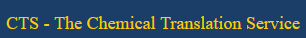 CTS - The Chemical Translation Service